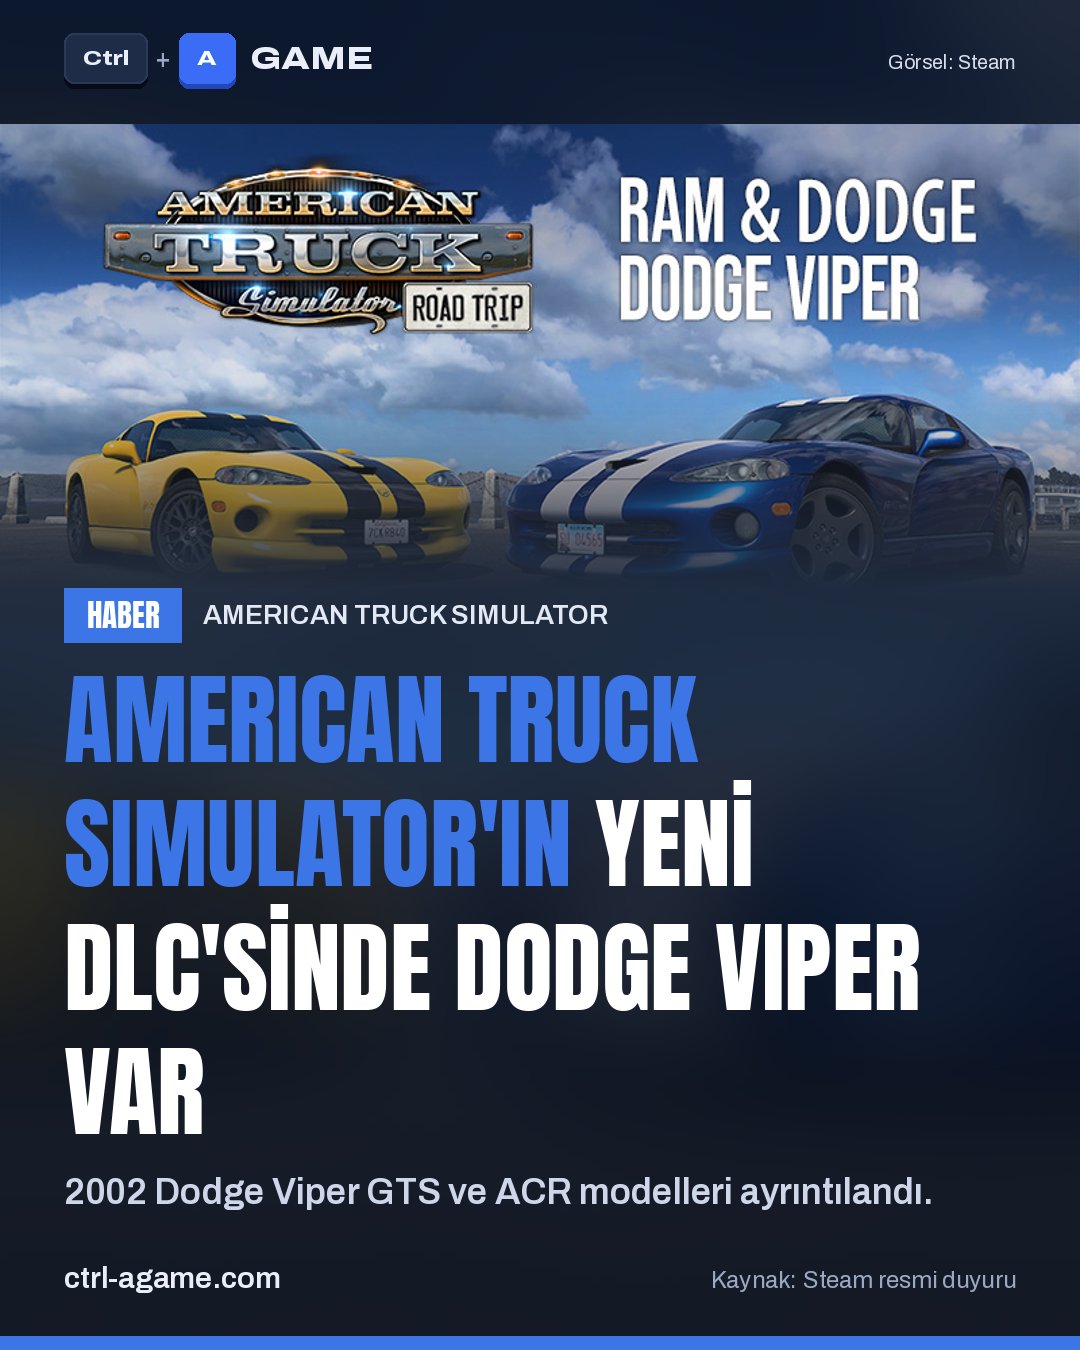 Ctrl + A GAME
Görsel: Steam
AMERICAN
TRUCK
Simulator ROAD TRIP
RAM & DODGE
DODGE VIPER
HABER AMERICAN TRUCK SIMULATOR
AMERICAN TRUCK
SIMULATOR'IN YENİ
DLC'SİNDE DODGE VIPER
VAR
2002 Dodge Viper GTS ve ACR modelleri ayrıntılandı.
ctrl-agame.com
Kaynak: Steam resmi duyuru